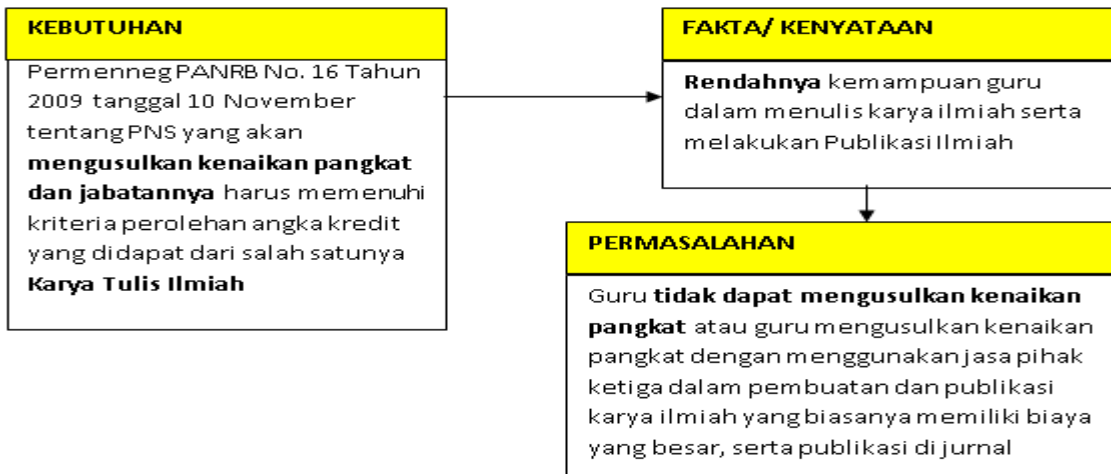 KEBUTUHAN
Permenneg PANRB No. 16 Tahun
2009 tanggal 10 November
tentang PNS yang akan
mengusulkan kenaikan pangkat
dan jabatannya harus memenuhi
kriteria perolehan angka kredit
yang didapat dari salah satunya
Karya Tulis Ilmiah
FAKTA/ KENYATAAN
Rendahnya kemampuan guru
dalam menulis karya ilmiah serta
melakukan Publikasi Ilmiah
PERMASALAHAN
Guru tidak dapat mengusulkan kenaikan
pangkat atau guru mengusulkan kenaikan
pangkat dengan menggunakan jasa pihak
ketiga dalam pembuatan dan publikasi
karya ilmiah yang biasanya memiliki biaya
yang besar, serta publikasi di jurnal